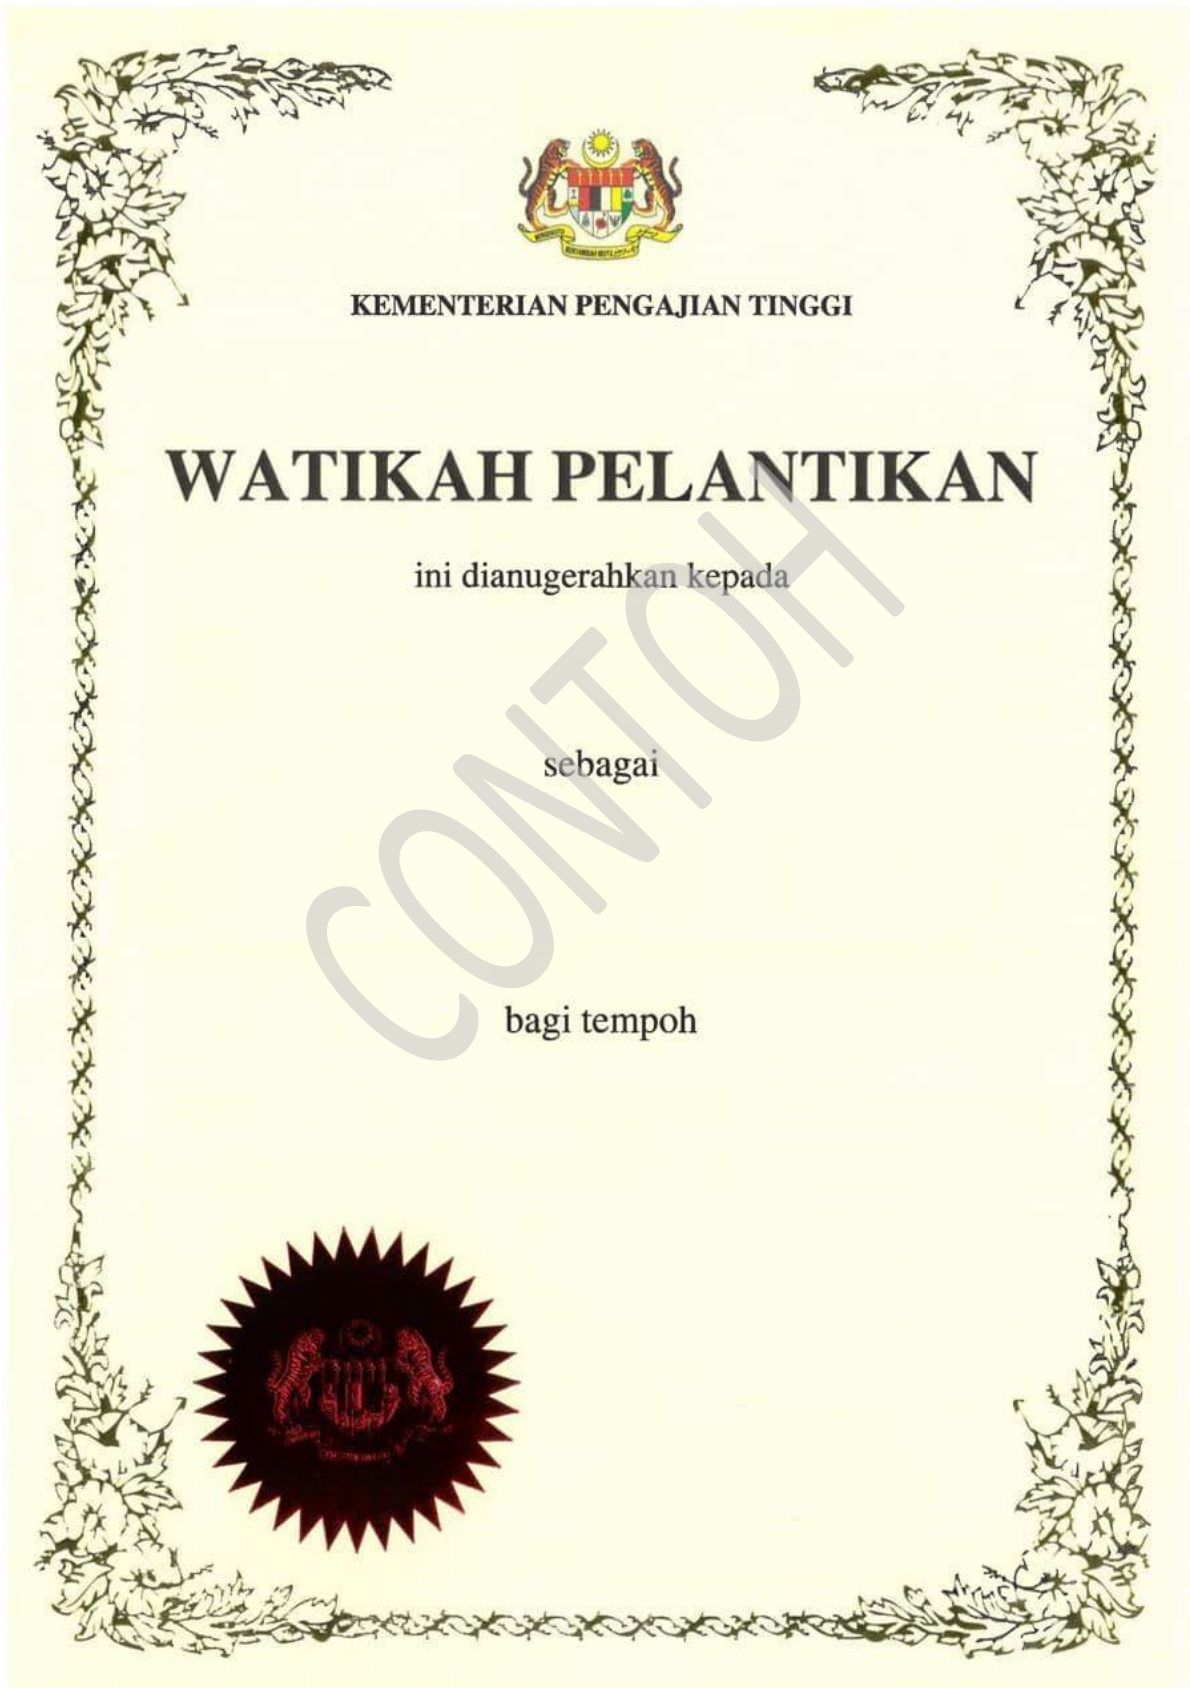 KEMENTERIAN PENGAJIAN TINGGI
WATIKAH PELANTIKAN
ini dianugerahkan kepada
sebagai
bagi tempoh
CONTOH